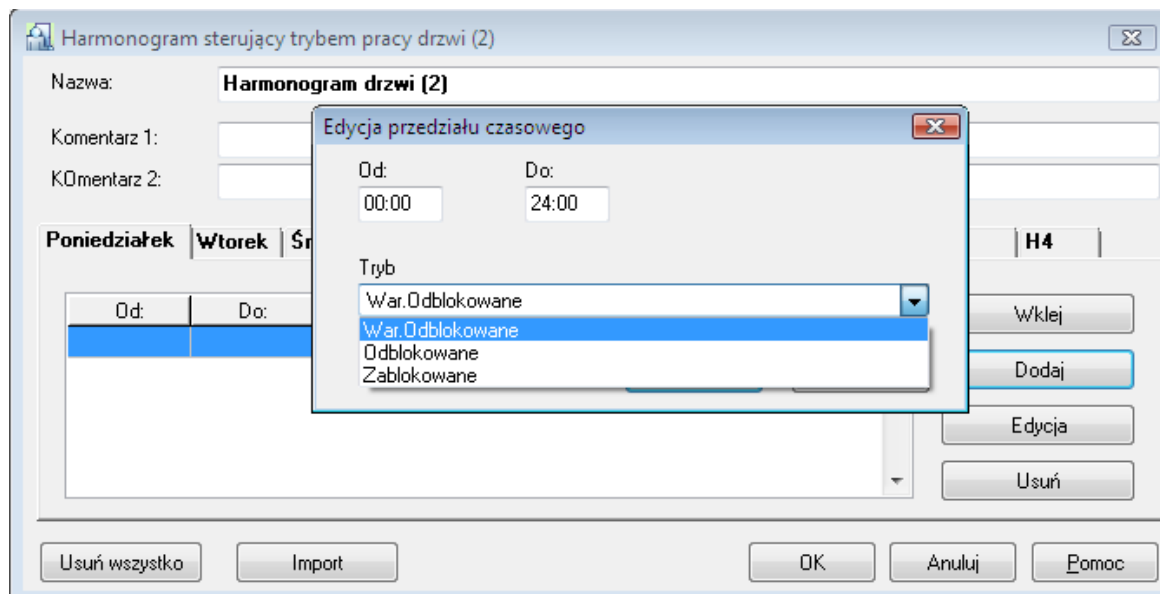 Harmonogram sterujący trybem pracy drzwi (2)
Nazwa:
Harmonogram drzwi (2)
Komentarz 1:
KOmentarz 2:
Edycja przedziału czasowego
Od:
Do:
00:00
24:00
Tryb
War.Odblokowane
War.Odblokowane
Odblokowane
Zablokowane
Poniedziałek
Wtorek
Śr
H4
Od:
Do:
Wklej
Dodaj
Edycja
Usuń
Usuń wszystko
Import
OK
Anuluj
Pomoc